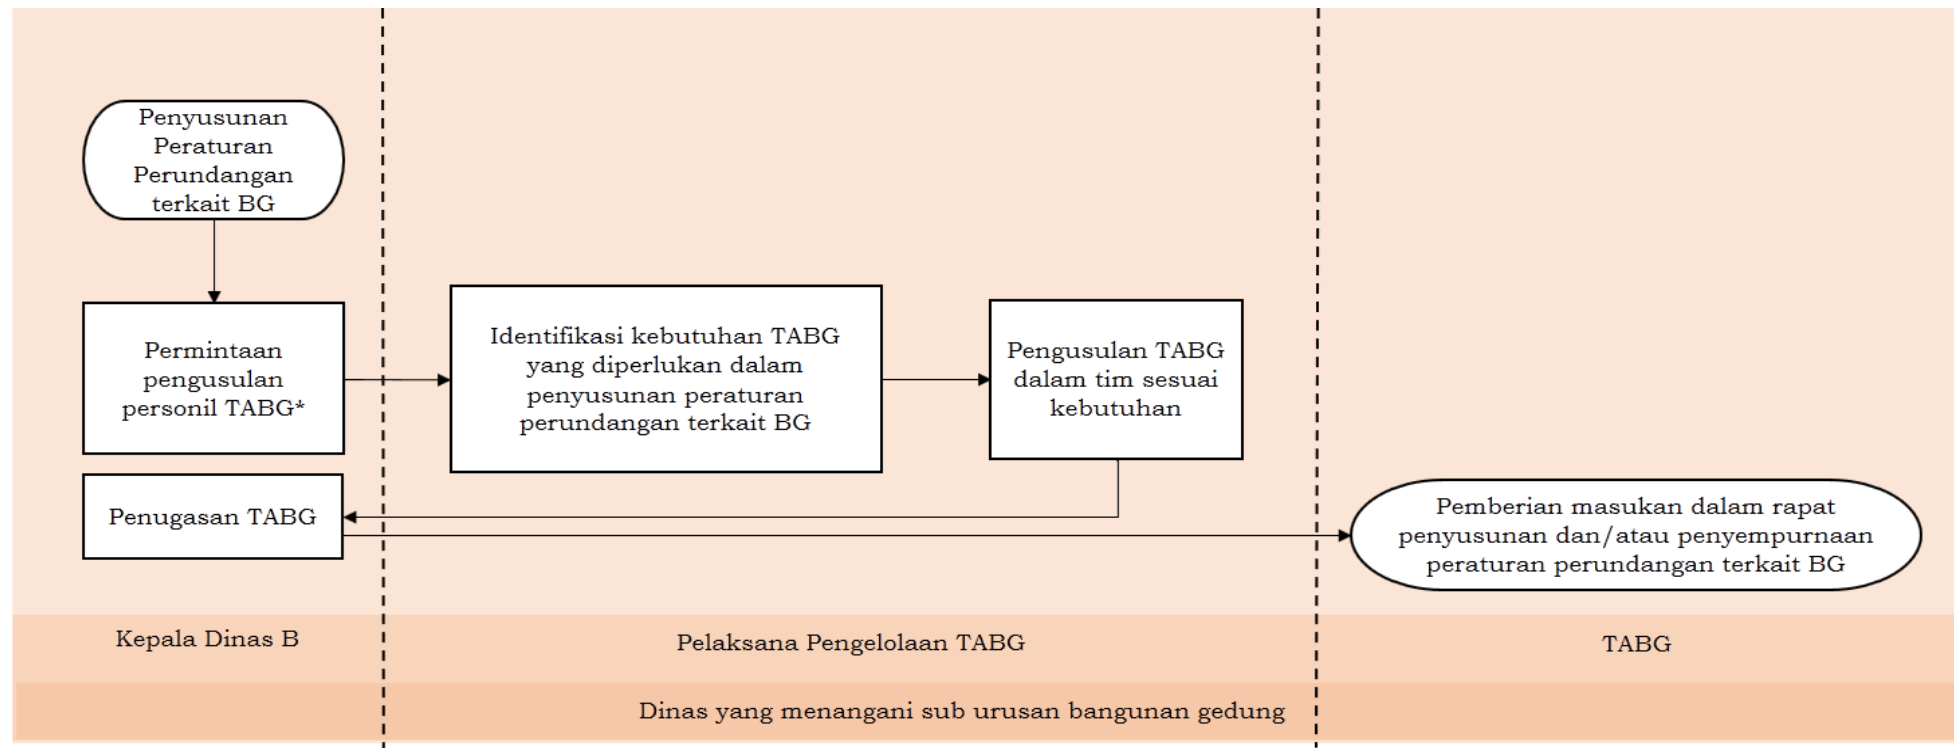 Penyusunan
Peraturan
Perundangan
terkait BG
Permintaan
pengusulan
personil TABG*
Identifikasi kebutuhan TABG
yang diperlukan dalam
penyusunan peraturan
perundangan terkait BG
Pengusulan TABG
dalam tim sesuai
kebutuhan
Penugasan TABG
Pemberian masukan dalam rapat
penyusunan dan/atau penyempurnaan
peraturan perundangan terkait BG
Kepala Dinas B
Pelaksana Pengelolaan TABG
TABG
Dinas yang menangani sub urusan bangunan gedung